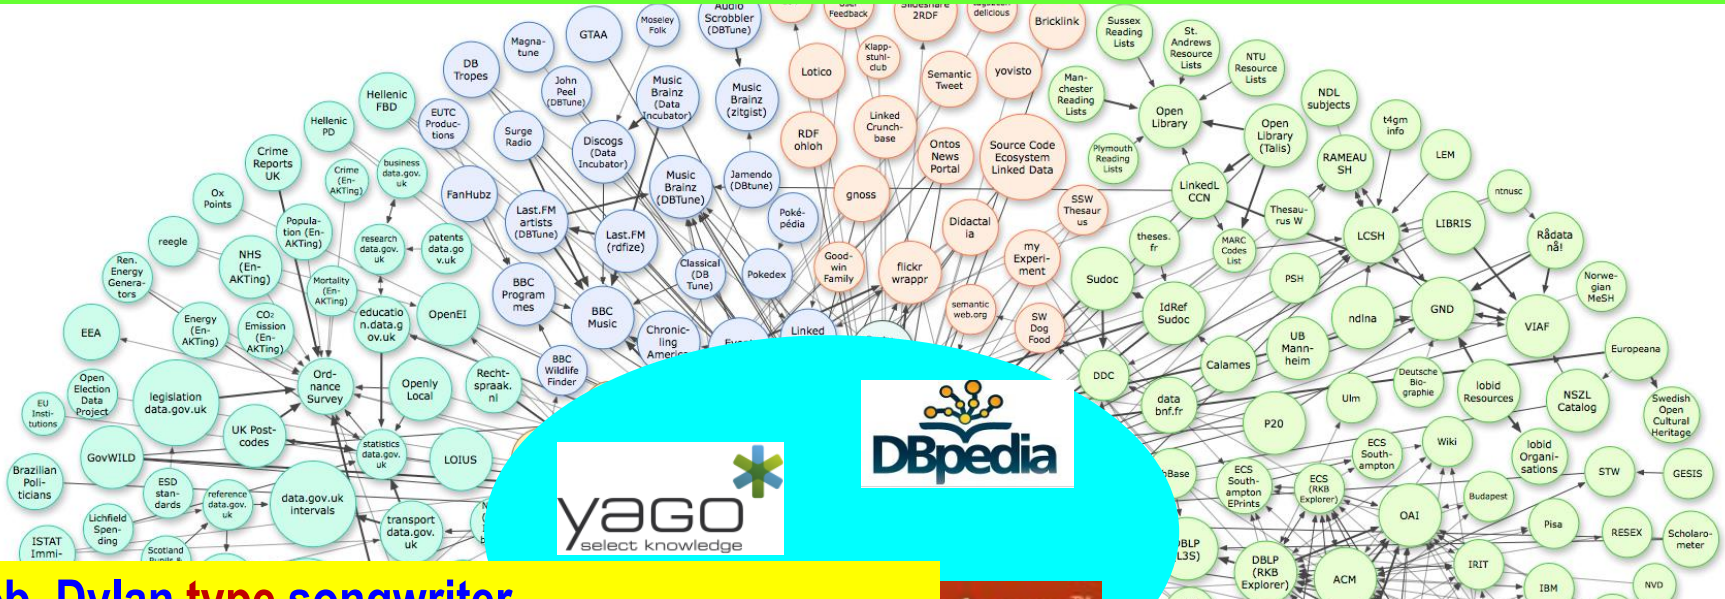 Moseley
Folk
Audio
Scrobbler
(DBTune)
User
Feedback
Slideshare
2RDF
delicious
Bricklink
Sussex
Reading
Lists
St.
Andrews
Resource
Lists
NTU
Resource
Lists
GTAA
Magna-
tune
DB
Tropes
John
Peel
(DBTune)
Music
Brainz
(Data
Incubator)
Music
Brainz
(zitgist)
Lotico
Klapp-
stuhl-
club
Semantic
Tweet
yovisto
Man-
chester
Reading
Lists
Open
Library
NDL
subjects
t4gm
info
Hellenic
FBD
Hellenic
PD
EUTC
Produc-
tions
Surge
Radio
Discogs
(Data
Incubator)
RDF
ohloh
Linked
Crunch-
base
Ontos
News
Portal
Source Code
Ecosystem
Linked Data
Plymouth
Reading
Lists
Open
Library
(Talis)
RAMEAU
SH
LEM
Crime
Reports
UK
Crime
(En-
AKTing)
business
data.gov.
uk
FanHubz
Music
Brainz
(DBTune)
Jamendo
(DBtune)
gnoss
LinkedL
CCN
ntnusc
Ox
Points
Popula-
tion (En-
AKTing)
Last.FM
artists
(DBTune)
Last.FM
(rdfize)
Poké-
pédia
Didactal
ia
SSW
Thesaur
us
Thesau-
rus W
LCSH
LIBRIS
Rådata
nå!
reegle
research
data.gov.
uk
patents
data.go
v.uk
my
Experi-
ment
theses.
fr
MARC
Codes
List
Ren.
Energy
Genera-
tors
NHS
(En-
AKTing)
Mortality
(En-
AKTing)
BBC
Program
mes
Classical
(DB
Tune)
Pokedex
Good-
win
Family
flickr
wrappr
Sudoc
PSH
Norwe-
gian
MeSH
EEA
Energy
(En-
AKTing)
CO2
Emission
(En-
AKTing)
educatio
n.data.g
ov.uk
OpenEI
BBC
Music
Chronic-
ling
America
Linked
semantic
web.org
SW
Dog
Food
IdRef
Sudoc
UB
Mann-
heim
ndlna
GND
VIAF
Europeana
EU
Insti-
tutions
Open
Election
Data
Project
legislation
data.gov.uk
Ord-
nance
Survey
Openly
Local
Recht-
spraak.
nl
BBC
Wildlife
Finder
DDC
Calames
Deutsche
Bio-
graphie
lobid
Resources
NSZL
Catalog
Swedish
Open
Cultural
Heritage
data
bnf.fr
Ulm
P20
GovWILD
UK Post-
codes
statistics
data.gov.
uk
LOIUS
yago
select knowledge
DBpedia
ECS
South-
ampton
Wiki
lobid
Organi-
sations
STW
GESIS
Brazilian
Poli-
ticians
ESD
stan-
dards
reference
data.gov.
uk
data.gov.uk
intervals
ECS
South-
ampton
EPrints
ECS
(RKB
Explorer)
Budapest
OAI
Pisa
RESEX
Scholaro-
meter
ISTAT
Immi-
Lichfield
Spen-
ding
Scotland
transport
data.gov.
uk
DBLP
(RKB
Explorer)
ACM
IRIT
IBM
NVD
Dylan type songwriter